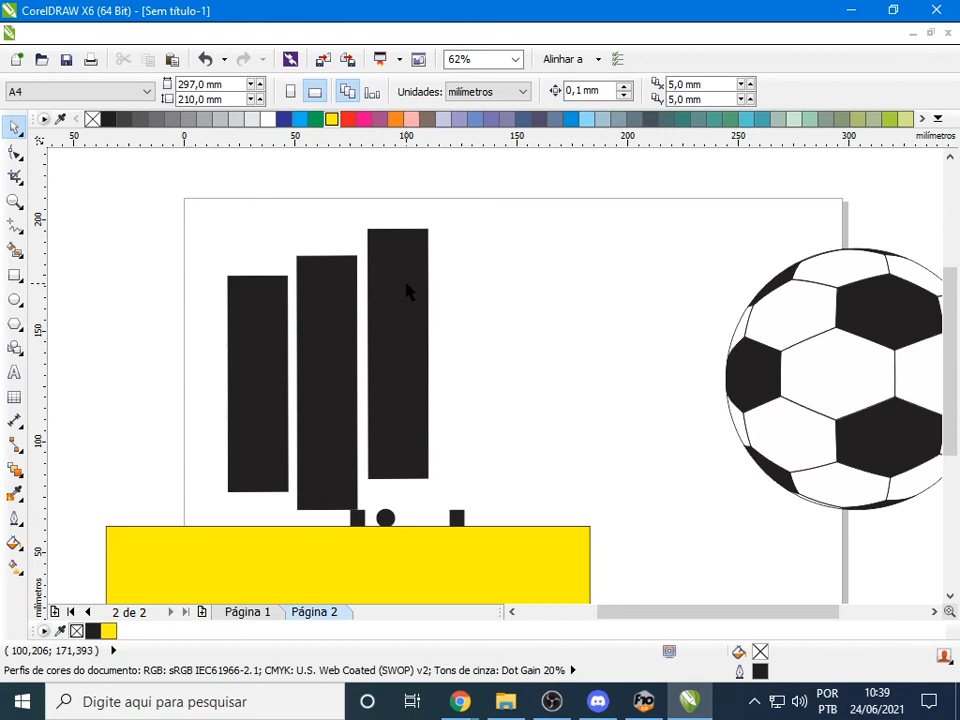 CorelDRAW X6 (64 Bit) - [Sem título-1]
62%
Alinhar a
A4
297,0 mm
210,0 mm
Unidades: milímetros
0,1 mm
5,0 mm
5,0 mm
50 0 50 100 150 200 250 300 milímetros
200
150
100
50
milímetros
2 de 2
Página 1
Página 2
( 100,206; 171,393 )
Perfis de cores do documento: RGB: sRGB IEC61966-2.1; CMYK: U.S. Web Coated (SWOP) v2; Tons de cinza: Dot Gain 20%
Digite aqui para pesquisar
POR
PTB
10:39
24/06/2021